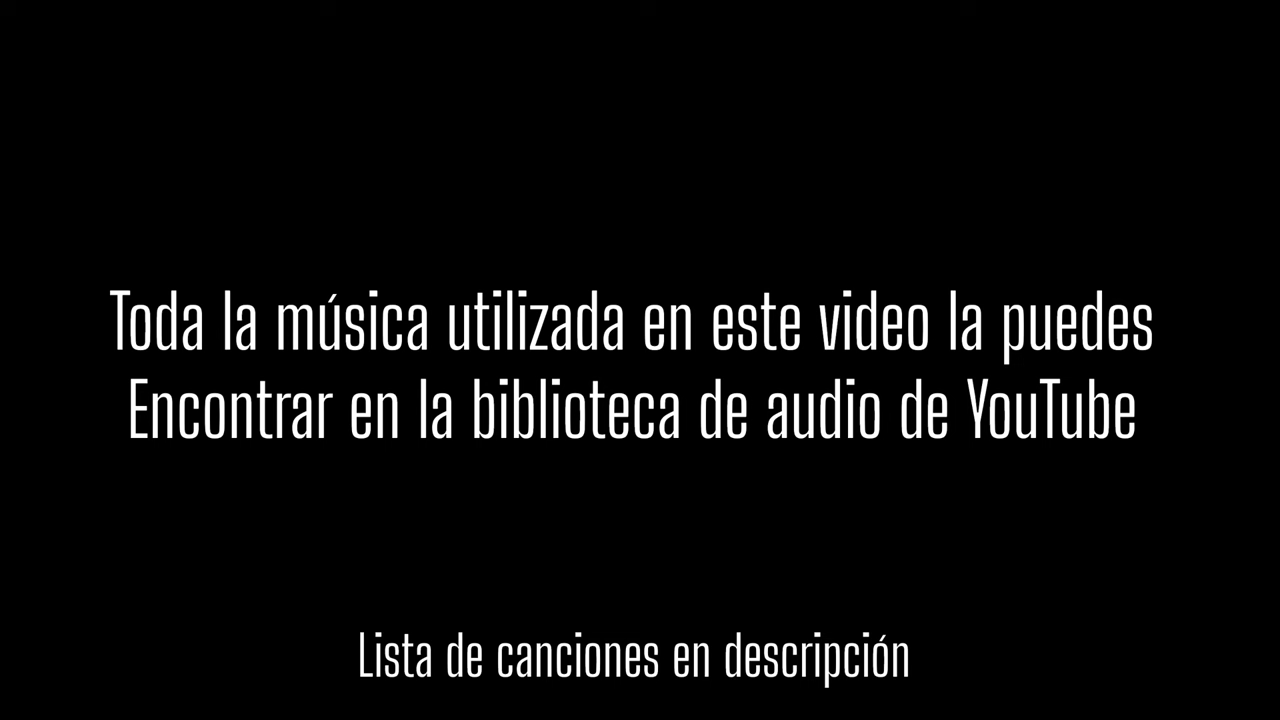 Toda la música utilizada en este video la puedes
Encontrar en la biblioteca de audio de YouTube
Lista de canciones en descripción